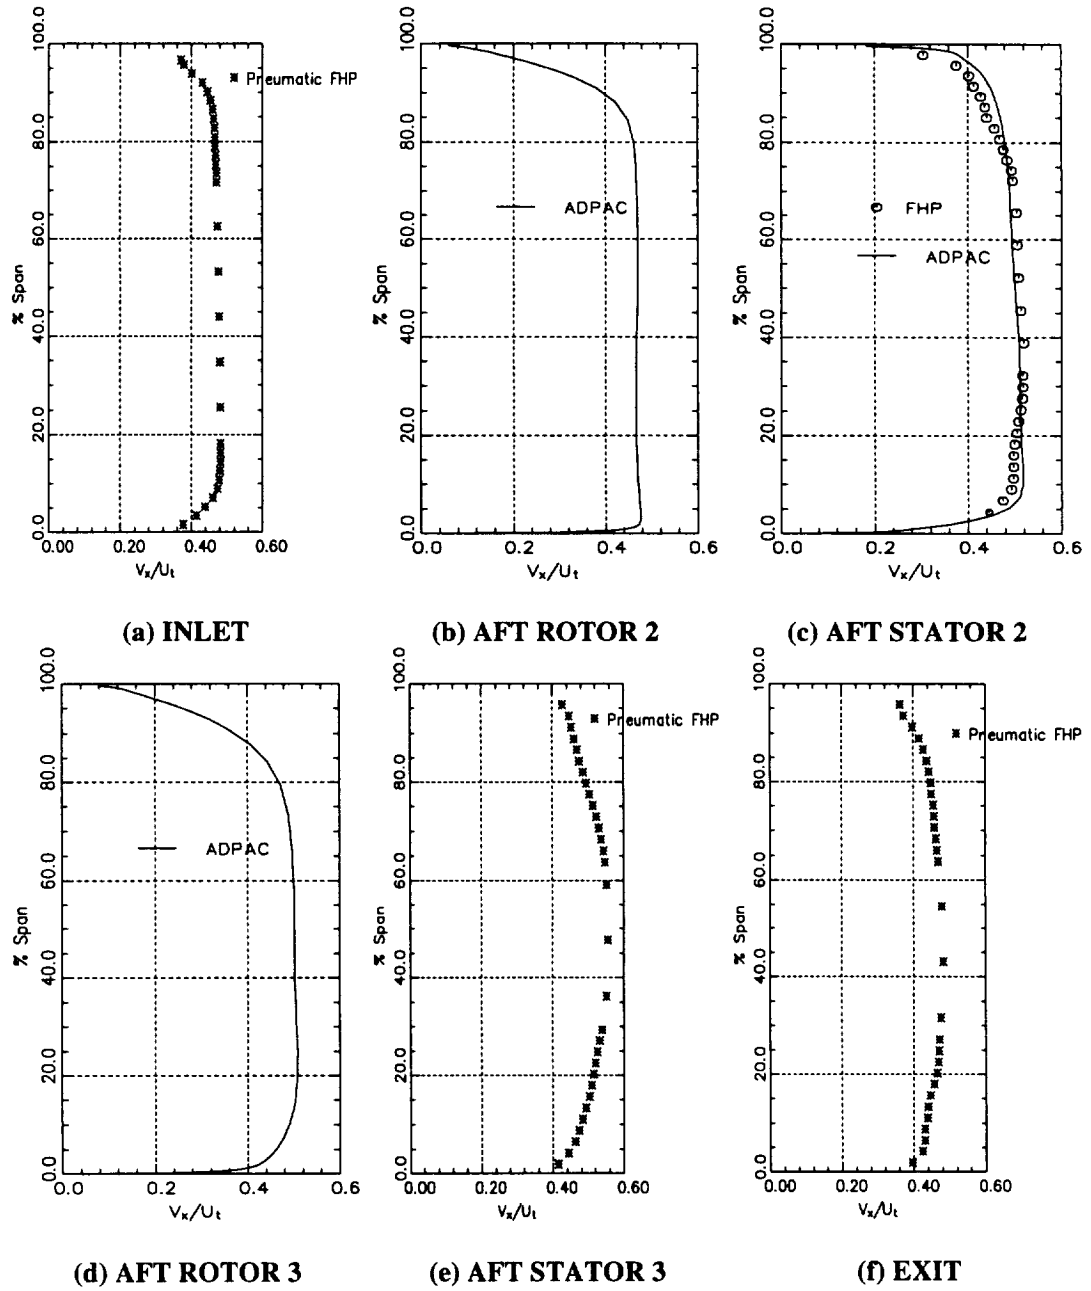 100.0
80.0
60.0
40.0
20.0
0.0
% Span
Pneumatic FHP
0.00 0.20 0.40 0.60
Vx/Ut
(a) INLET
100.0
80.0
60.0
40.0
20.0
0.0
% Span
ADPAC
0.0 0.2 0.4 0.6
Vx/Ut
(b) AFT ROTOR 2
100.0
80.0
60.0
40.0
20.0
0.0
% Span
FHP
ADPAC
0.0 0.2 0.4 0.6
Vx/Ut
(c) AFT STATOR 2
100.0
80.0
60.0
40.0
20.0
0.0
% Span
ADPAC
0.0 0.2 0.4 0.6
Vx/Ut
(d) AFT ROTOR 3
100.0
80.0
60.0
40.0
20.0
0.0
% Span
Pneumatic FHP
0.00 0.20 0.40 0.60
Vx/Ut
(e) AFT STATOR 3
100.0
80.0
60.0
40.0
20.0
0.0
% Span
Pneumatic FHP
0.00 0.20 0.40 0.60
Vx/Ut
(f) EXIT